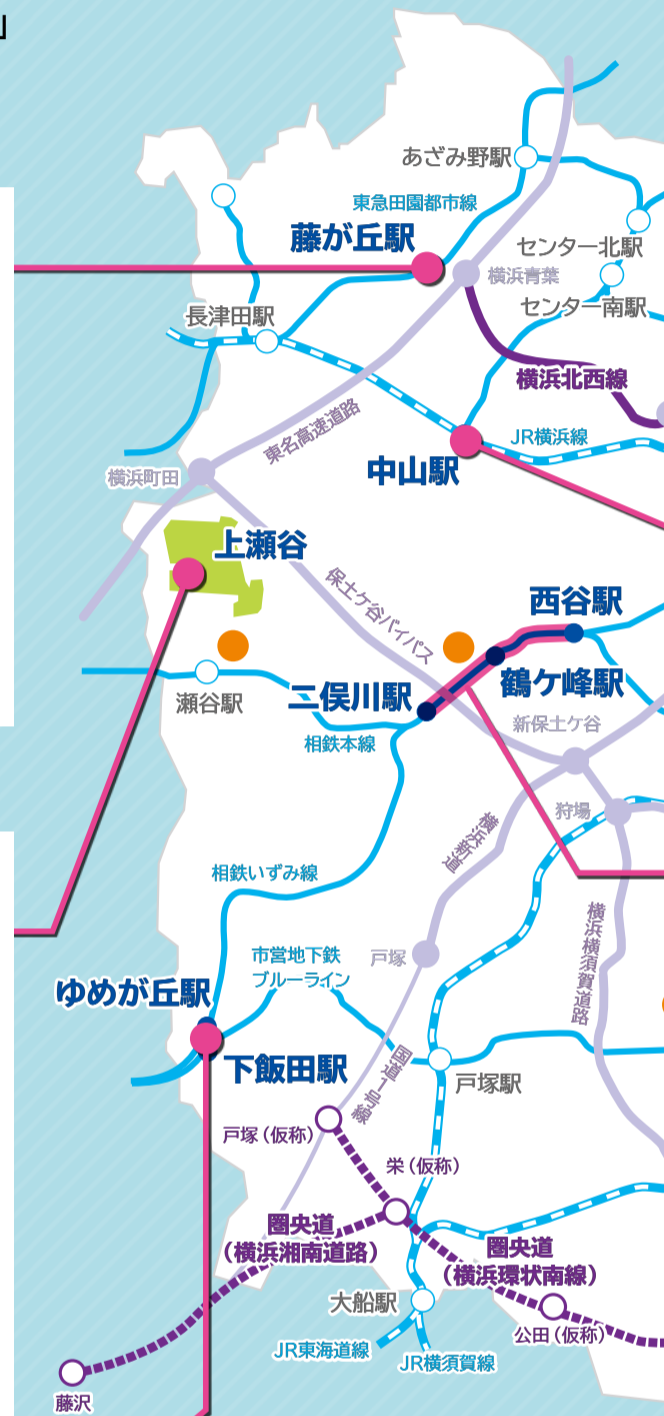 」
あざみ野駅
東急田園都市線
藤が丘駅
センター北駅
横浜青葉
センター南駅
長津田駅
横浜北西線
東名高速道路
JR横浜線
中山駅
横浜町田
上瀬谷
保土ケ谷バイパス
西谷駅
鶴ケ峰駅
二俣川駅
瀬谷駅
新保土ケ谷
相鉄本線
狩場
横浜新道
相鉄いずみ線
横浜横須賀道路
市営地下鉄
ブルーライン
戸塚
ゆめが丘駅
下飯田駅
国道1号線
戸塚駅
戸塚（仮称）
栄（仮称）
圏央道
（横浜湘南道路）
圏央道
（横浜環状南線）
大船駅
公田（仮称）
JR東海道線
JR横須賀線
藤沢